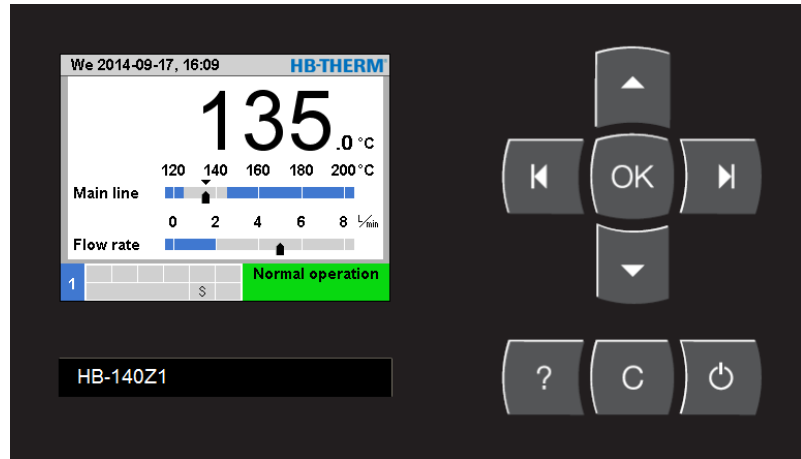 We 2014-09-17, 16:09 HB-THERM
135.0 °C
120 140 160 180 200 °C
Main line
0 2 4 6 8 L/min
Flow rate
1 Normal operation
S
OK
HB-140Z1
? C